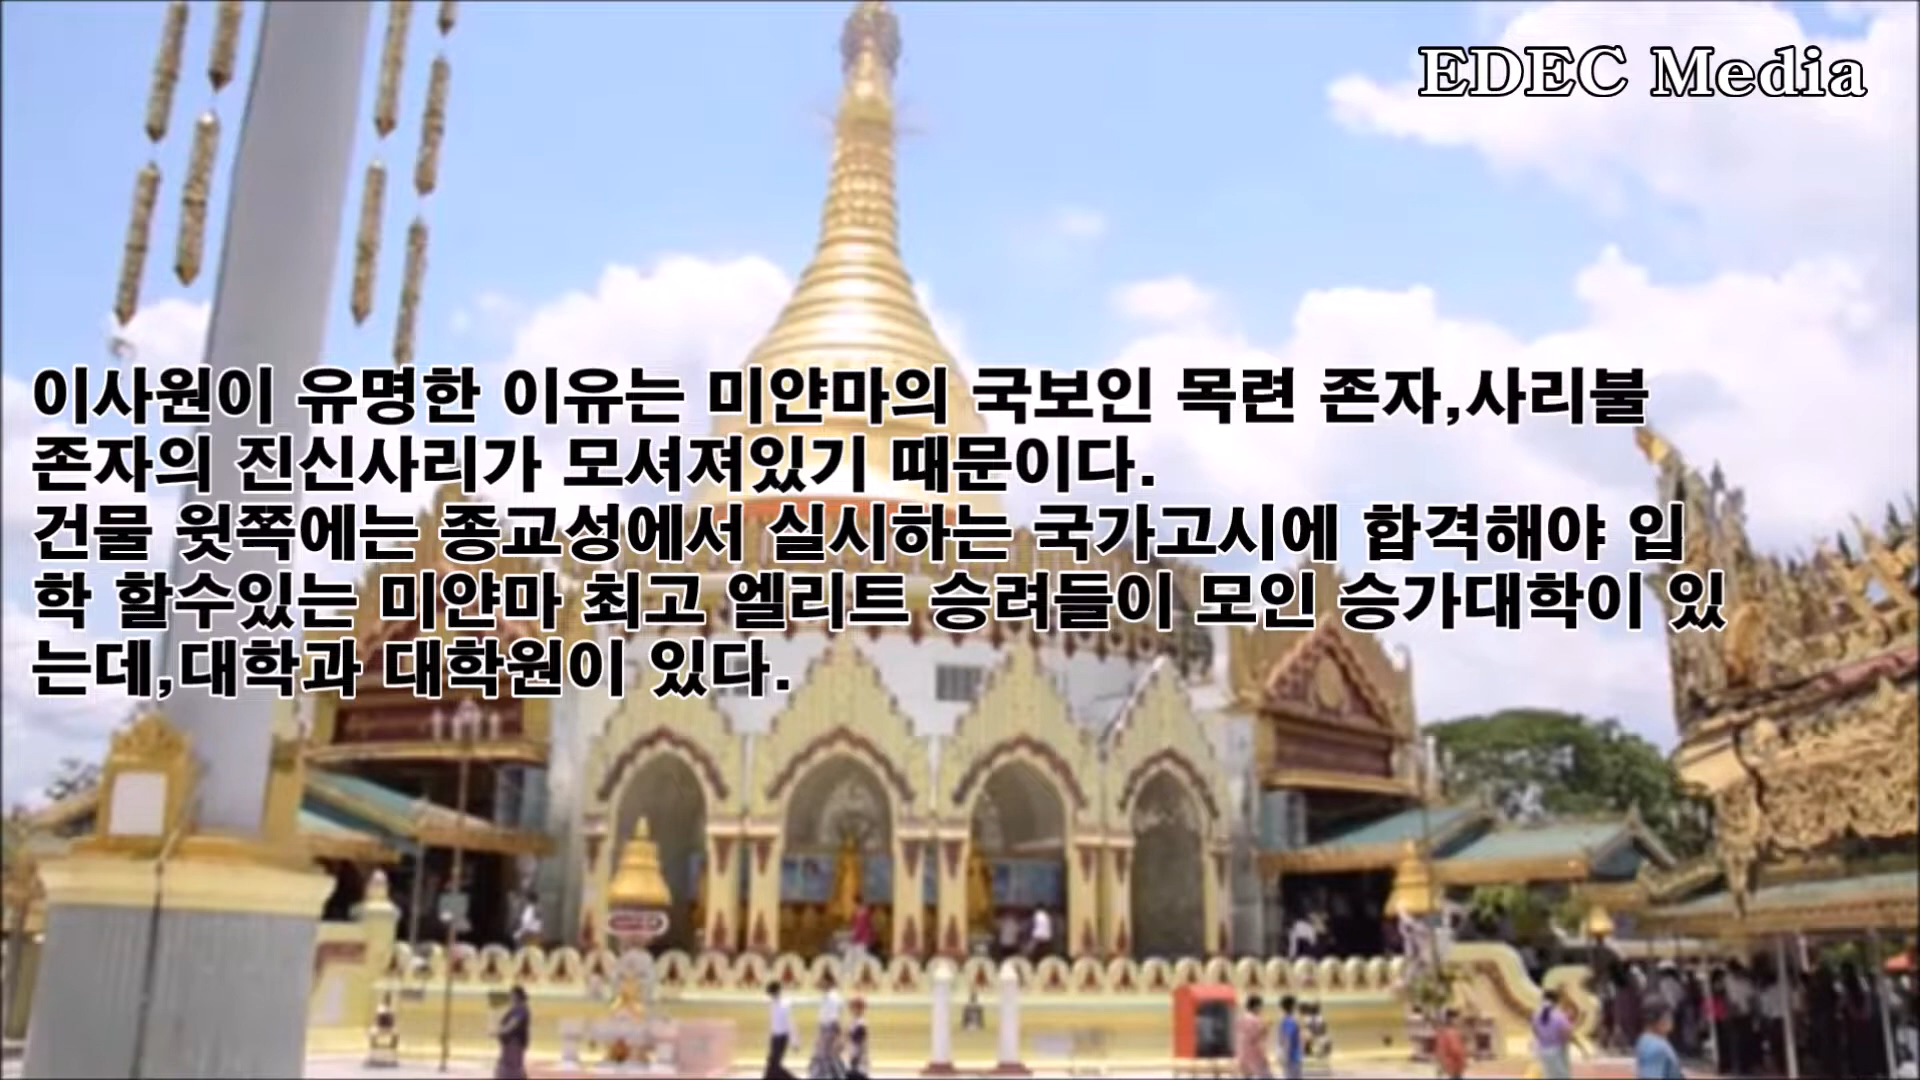 EDEC Media
이사원이 유명한 이유는 미얀마의 국보인 목련 존자,사리불
존자의 진신사리가 모셔져있기 때문이다.
건물 윗쪽에는 종교성에서 실시하는 국가고시에 합격해야 입
학 할수있는 미얀마 최고 엘리트 승려들이 모인 승가대학이 있
는데,대학과 대학원이 있다.